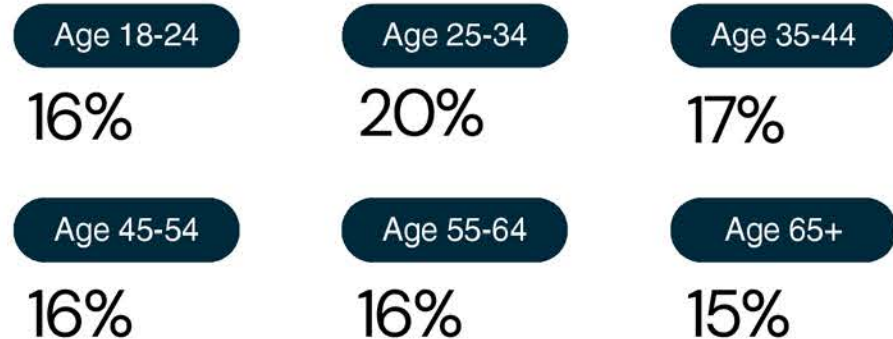 Age 18-24
Age 25-34
Age 35-44
16%
20%
17%
Age 45-54
Age 55-64
Age 65+
16%
16%
15%